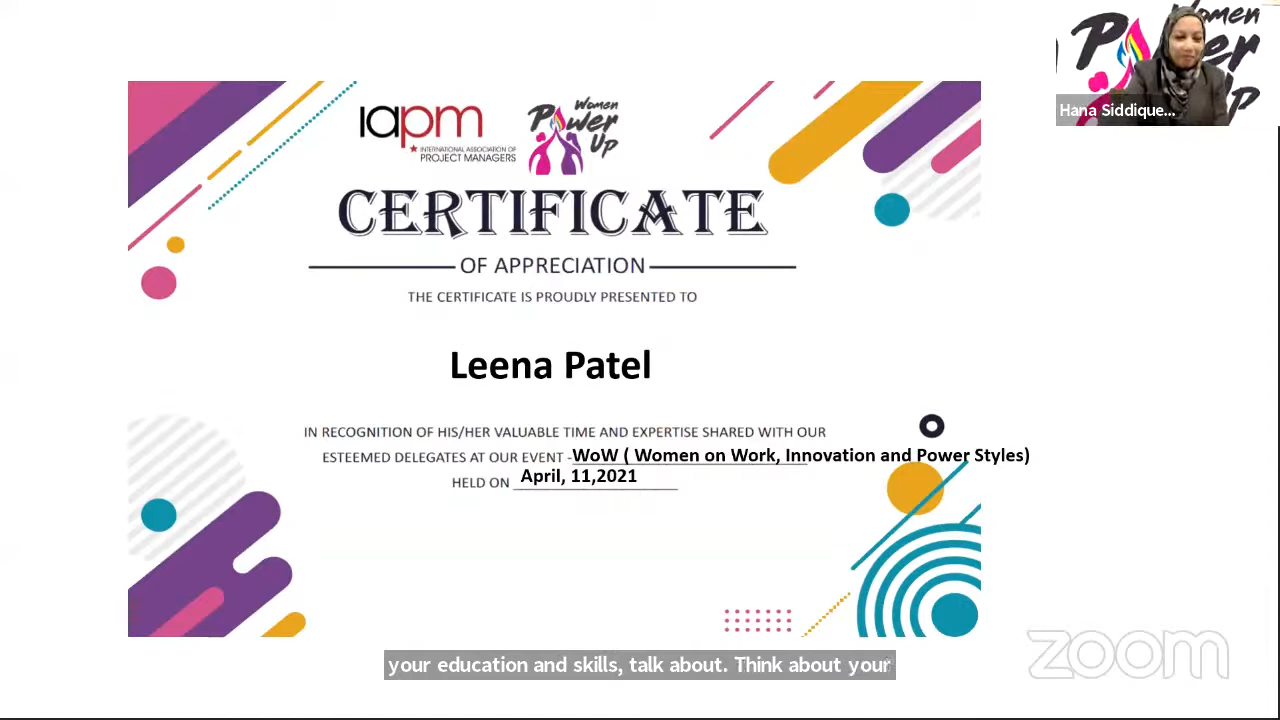 Women
Power
Up
Hana Siddique...
iapm
INTERNATIONAL ASSOCIATION OF
PROJECT MANAGERS
Women
Power
Up
CERTIFICATE
OF APPRECIATION
THE CERTIFICATE IS PROUDLY PRESENTED TO
Leena Patel
IN RECOGNITION OF HIS/HER VALUABLE TIME AND EXPERTISE SHARED WITH OUR
ESTEEMED DELEGATES AT OUR EVENT -WoW ( Women on Work, Innovation and Power Styles)
HELD ON April, 11,2021
zoom
your education and skills, talk about. Think about your